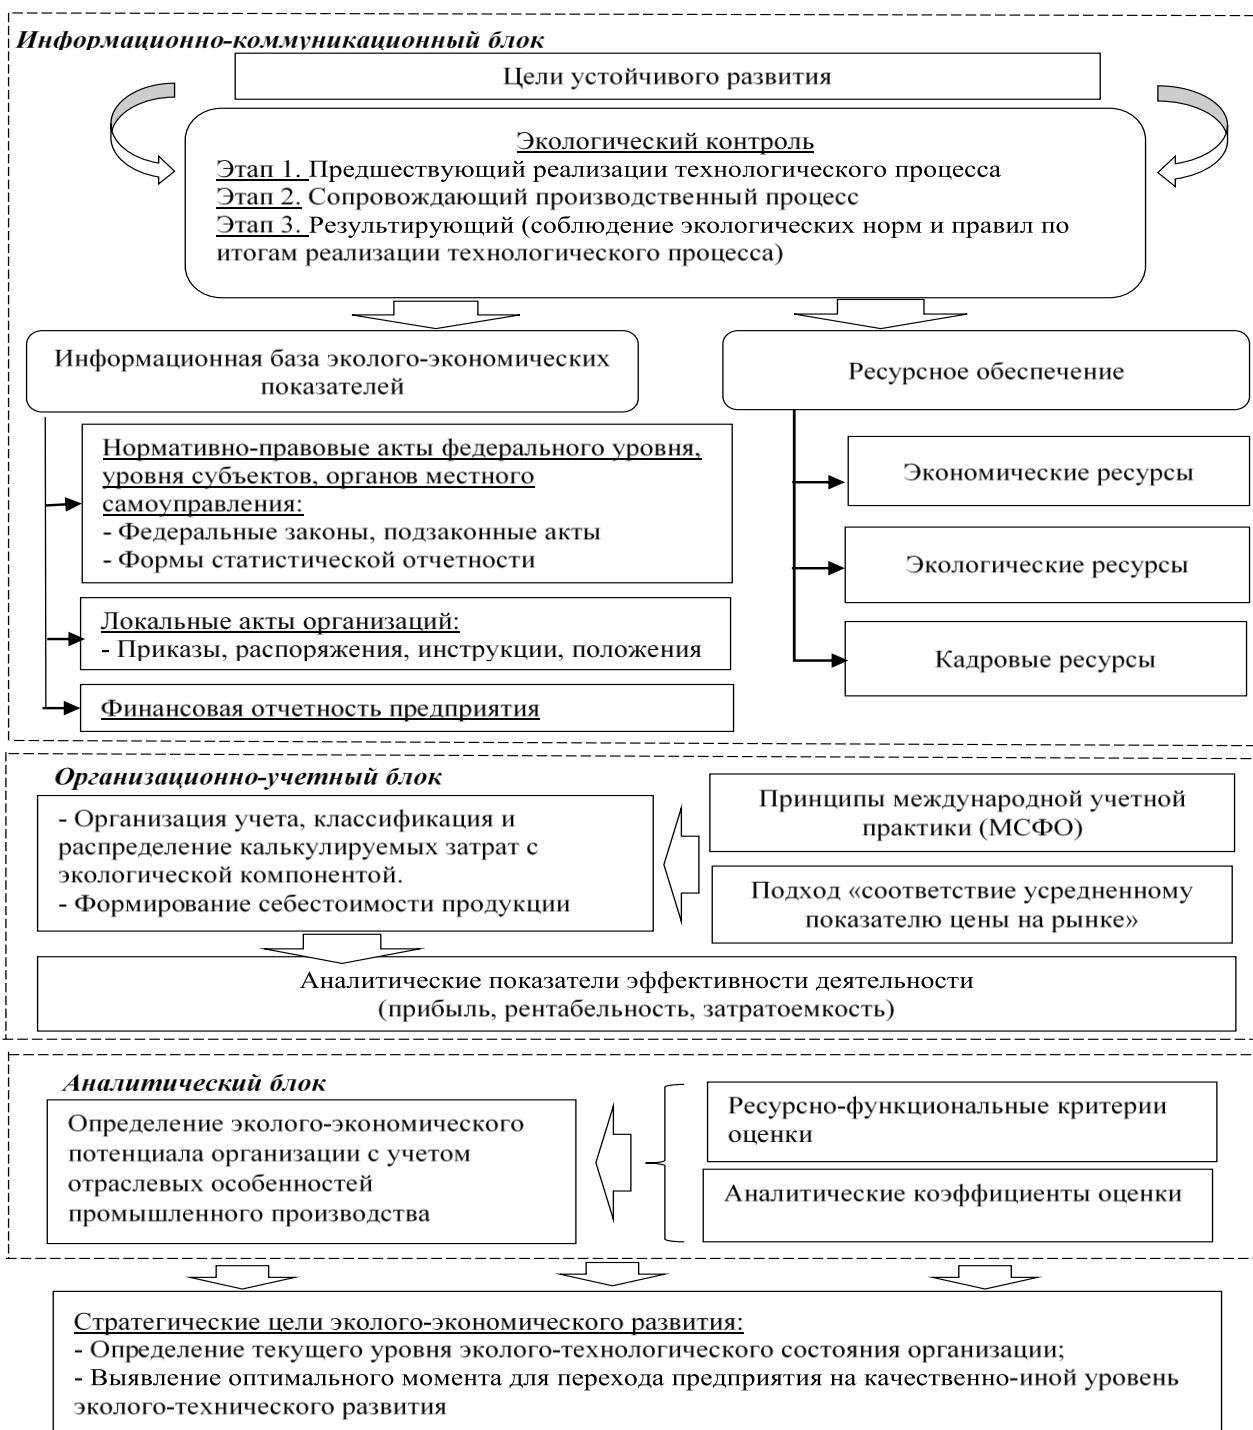 Информационно-коммуникационный блок
Цели устойчивого развития
Экологический контроль
Этап 1. Предшествующий реализации технологического процесса
Этап 2. Сопровождающий производственный процесс
Этап 3. Результирующий (соблюдение экологических норм и правил по
итогам реализации технологического процесса)
Информационная база эколого-экономических
показателей
Нормативно-правовые акты федерального уровня,
уровня субъектов, органов местного
самоуправления:
- Федеральные законы, подзаконные акты
- Формы статистической отчетности
Локальные акты организаций:
- Приказы, распоряжения, инструкции, положения
Финансовая отчетность предприятия
Ресурсное обеспечение
Экономические ресурсы
Экологические ресурсы
Кадровые ресурсы
Организационно-учетный блок
- Организация учета, классификация и
распределение калькулируемых затрат с
экологической компонентой.
- Формирование себестоимости продукции
Принципы международной учетной
практики (МСФО)
Подход «соответствие усредненному
показателю цены на рынке»
Аналитические показатели эффективности деятельности
(прибыль, рентабельность, затратоемкость)
Аналитический блок
Определение эколого-экономического
потенциала организации с учетом
отраслевых особенностей
промышленного производства
Ресурсно-функциональные критерии
оценки
Аналитические коэффициенты оценки
Стратегические цели эколого-экономического развития:
- Определение текущего уровня эколого-технологического состояния организации;
- Выявление оптимального момента для перехода предприятия на качественно-иной уровень
эколого-технического развития